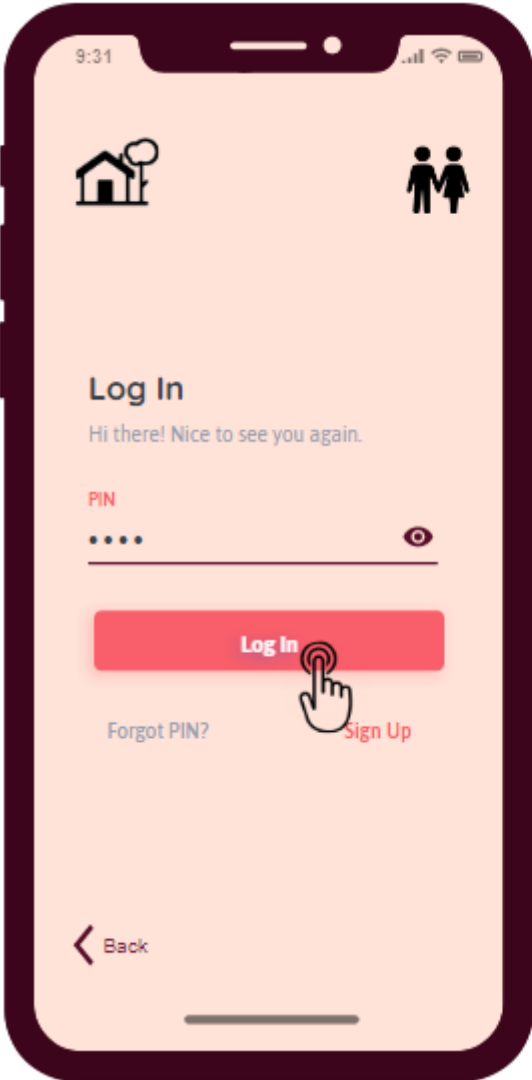 9:31
Log In
Hi there! Nice to see you again.
PIN
••••
Log In
Forgot PIN? Sign Up
Back